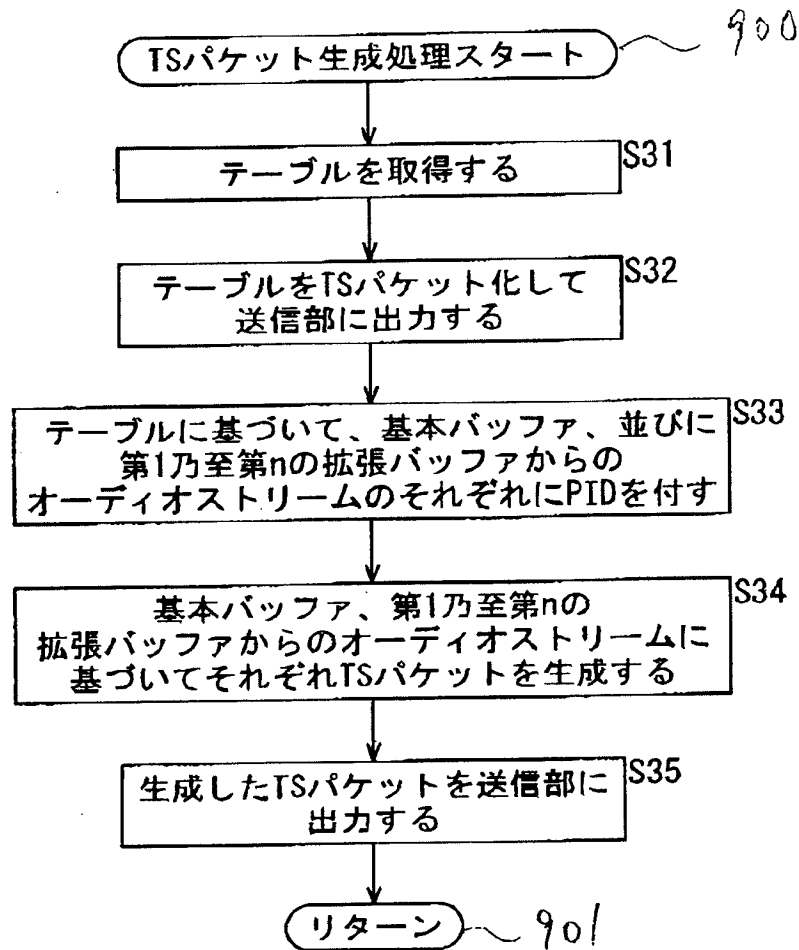 900
TSパケット生成処理スタート
S31
テーブルを取得する
S32
テーブルをTSパケット化して
送信部に出力する
S33
テーブルに基づいて、基本バッファ、並びに
第1乃至第nの拡張バッファからの
オーディオストリームのそれぞれにPIDを付す
S34
基本バッファ、第1乃至第nの
拡張バッファからのオーディオストリームに
基づいてそれぞれTSパケットを生成する
S35
生成したTSパケットを送信部に
出力する
リターン
901